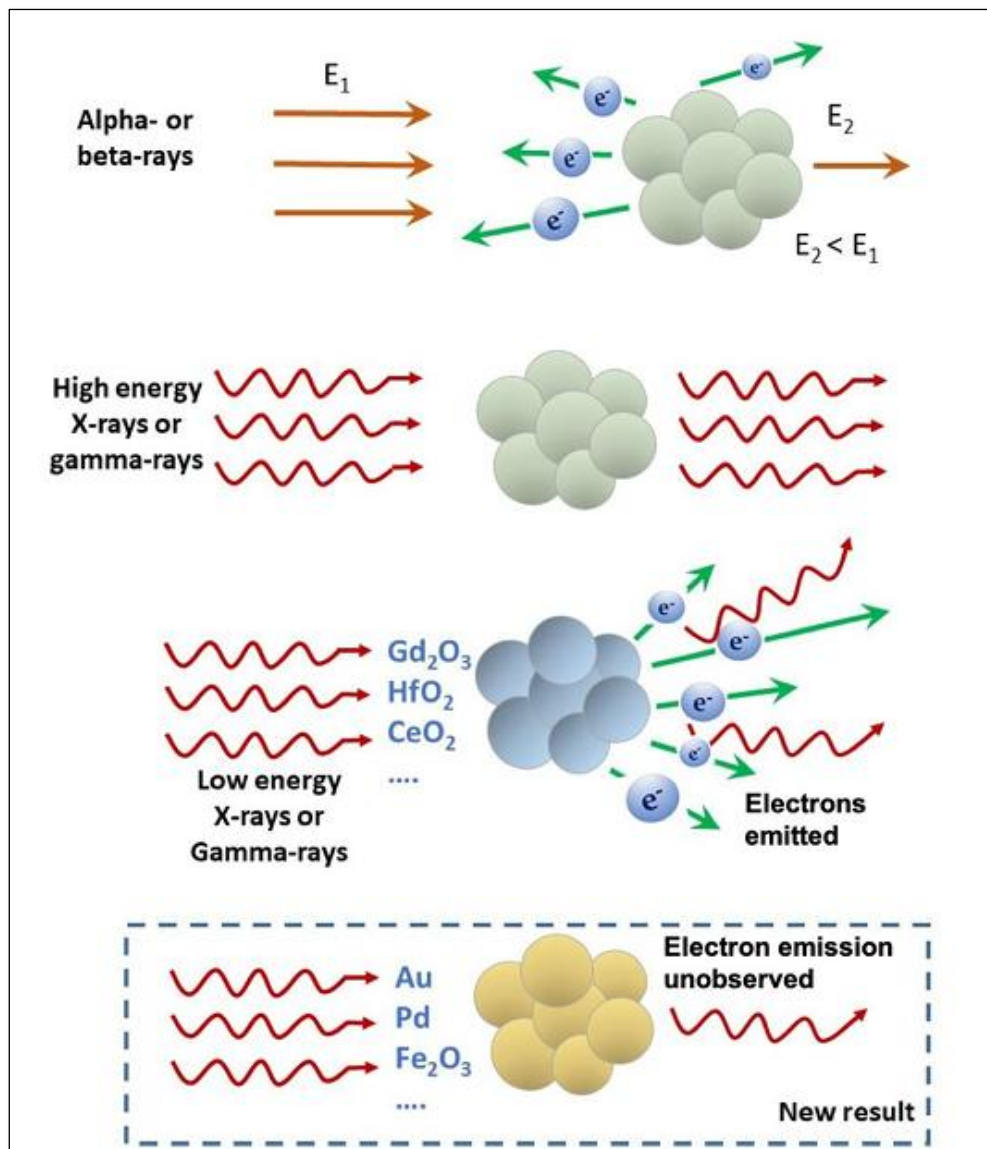 E₁
Alpha- or
beta-rays
e⁻
e⁻
e⁻
e⁻
E₂
E₂ < E₁
High energy
X-rays or
gamma-rays
Gd₂O₃
HfO₂
CeO₂
....
Low energy
X-rays or
Gamma-rays
e⁻
e⁻
e⁻
e⁻
e⁻
Electrons
emitted
Au
Pd
Fe₂O₃
....
Electron emission
unobserved
New result